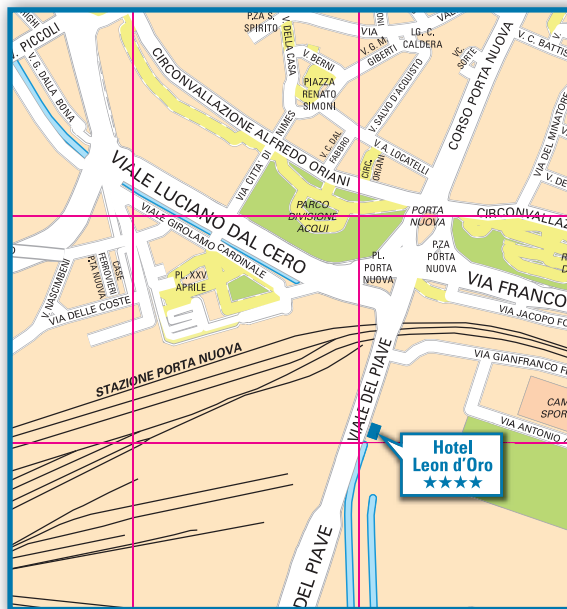 P.ZA S.
SPIRITO
V. DELLA CASA
VIA
LG. C.
CALDERA
V. G. M.
GIBERTI
V. BERNI
VC.
SORTE
V. C. BATTIS
V. PICCOLI
V. G. DALLA BONA
CIRCONVALLAZIONE ALFREDO ORIANI
PIAZZA
RENATO
SIMONI
V. SALVO D'ACQUISTO
CORSO PORTA NUOVA
VIA DEL MINATORE
VIA CITTA' DI NIMES
V. C. DAL
FABBRO
V. A. LOCATELLI
CIRC.
ORIANI
V. DE
VIALE LUCIANO DAL CERO
VIALE GIROLAMO CARDINALE
PARCO
DIVISIONE
ACQUI
PORTA
NUOVA
CIRCONVALLAZ
PL.
PORTA
NUOVA
P.ZA
PORTA
NUOVA
R
D
VIA FRANCO
VIA JACOPO FO
V. NASCIMBENI
CASE
FERROVIERI
P.TA NUOVA
PL. XXV
APRILE
VIA DELLE COSTE
STAZIONE PORTA NUOVA
VIA GIANFRANCO F
CAM
SPOR
VIA ANTONIO A
VIALE DEL PIAVE
Hotel
Leon d'Oro
★★★★
DEL PIAVE